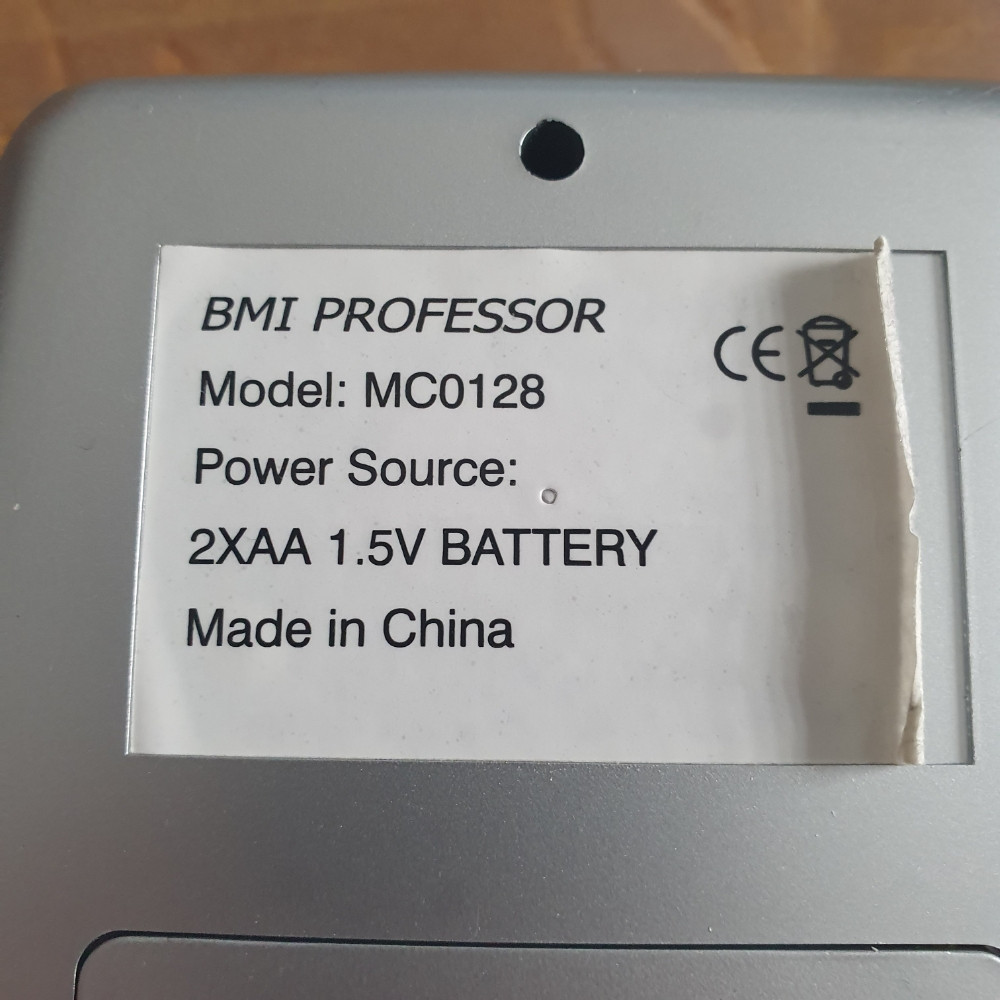 BMI PROFESSOR
Model: MC0128
CE
Power Source:
2XAA 1.5V BATTERY
Made in China